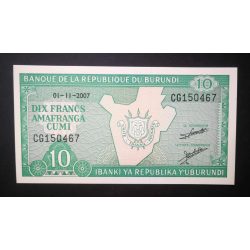 BANQUE DE LA REPUBLIQUE DU BURUNDI
01-11-2007
CG150467
10
DIX FRANCS
AMAFRANGA
CUMI
CG150467
10
IBANKI YA REPUBLIKA Y'UBURUNDI